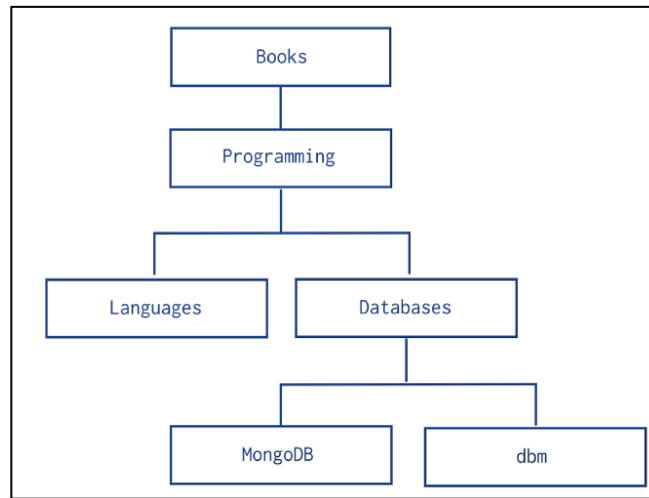 Books
Programming
Languages
Databases
MongoDB
dbm